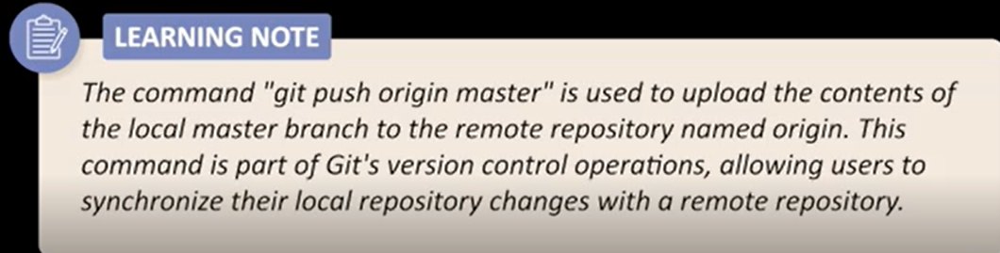 LEARNING NOTE
The command "git push origin master" is used to upload the contents of
the local master branch to the remote repository named origin. This
command is part of Git's version control operations, allowing users to
synchronize their local repository changes with a remote repository.